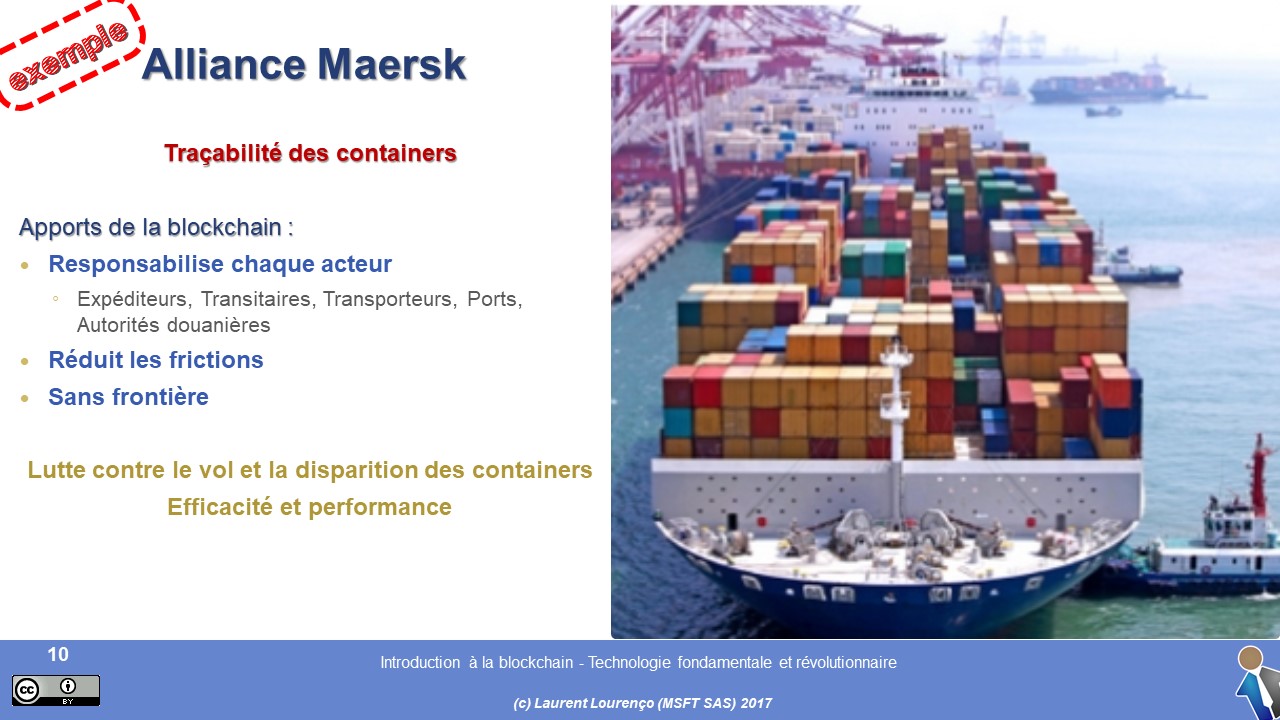 exemple
Alliance Maersk
Traçabilité des containers
Apports de la blockchain :
Responsabilise chaque acteur
Expéditeurs, Transitaires, Transporteurs, Ports,
Autorités douanières
Réduit les frictions
Sans frontière
Lutte contre le vol et la disparition des containers
Efficacité et performance
10
Introduction à la blockchain - Technologie fondamentale et révolutionnaire
cc
BY
(c) Laurent Lourenço (MSFT SAS) 2017